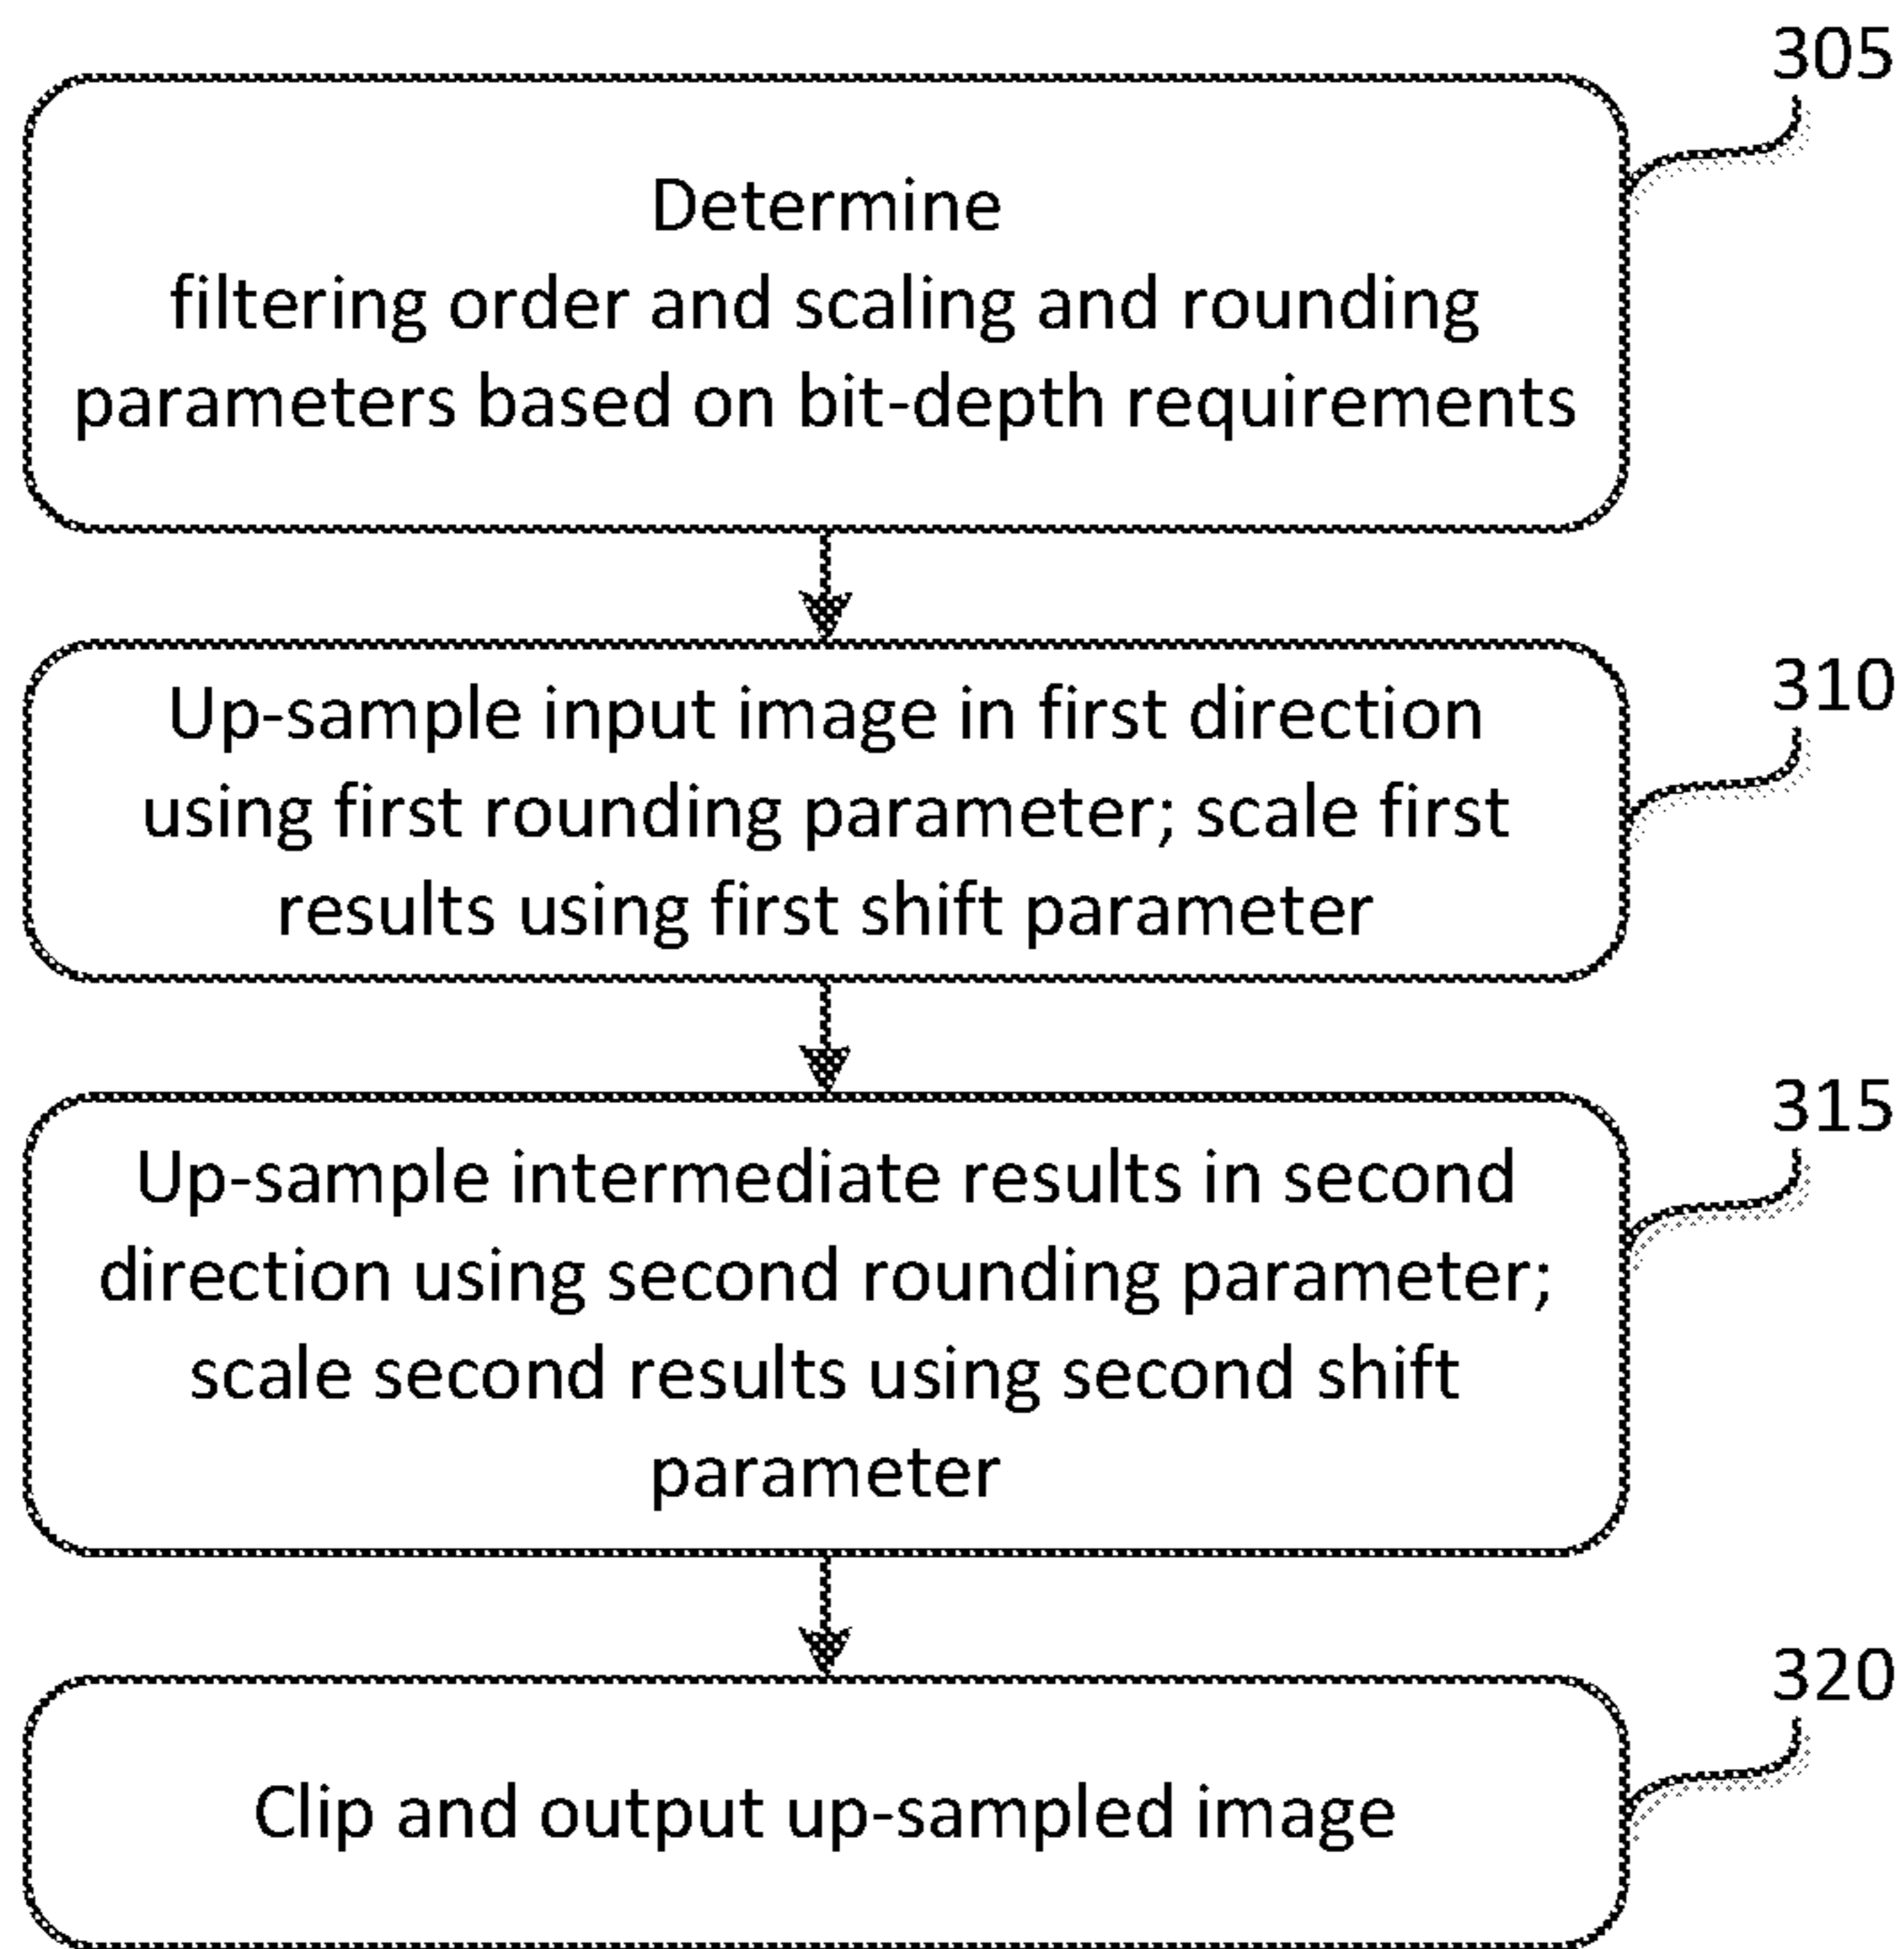 305
Determine
filtering order and scaling and rounding
parameters based on bit-depth requirements
310
Up-sample input image in first direction
using first rounding parameter; scale first
results using first shift parameter
315
Up-sample intermediate results in second
direction using second rounding parameter;
scale second results using second shift
parameter
320
Clip and output up-sampled image